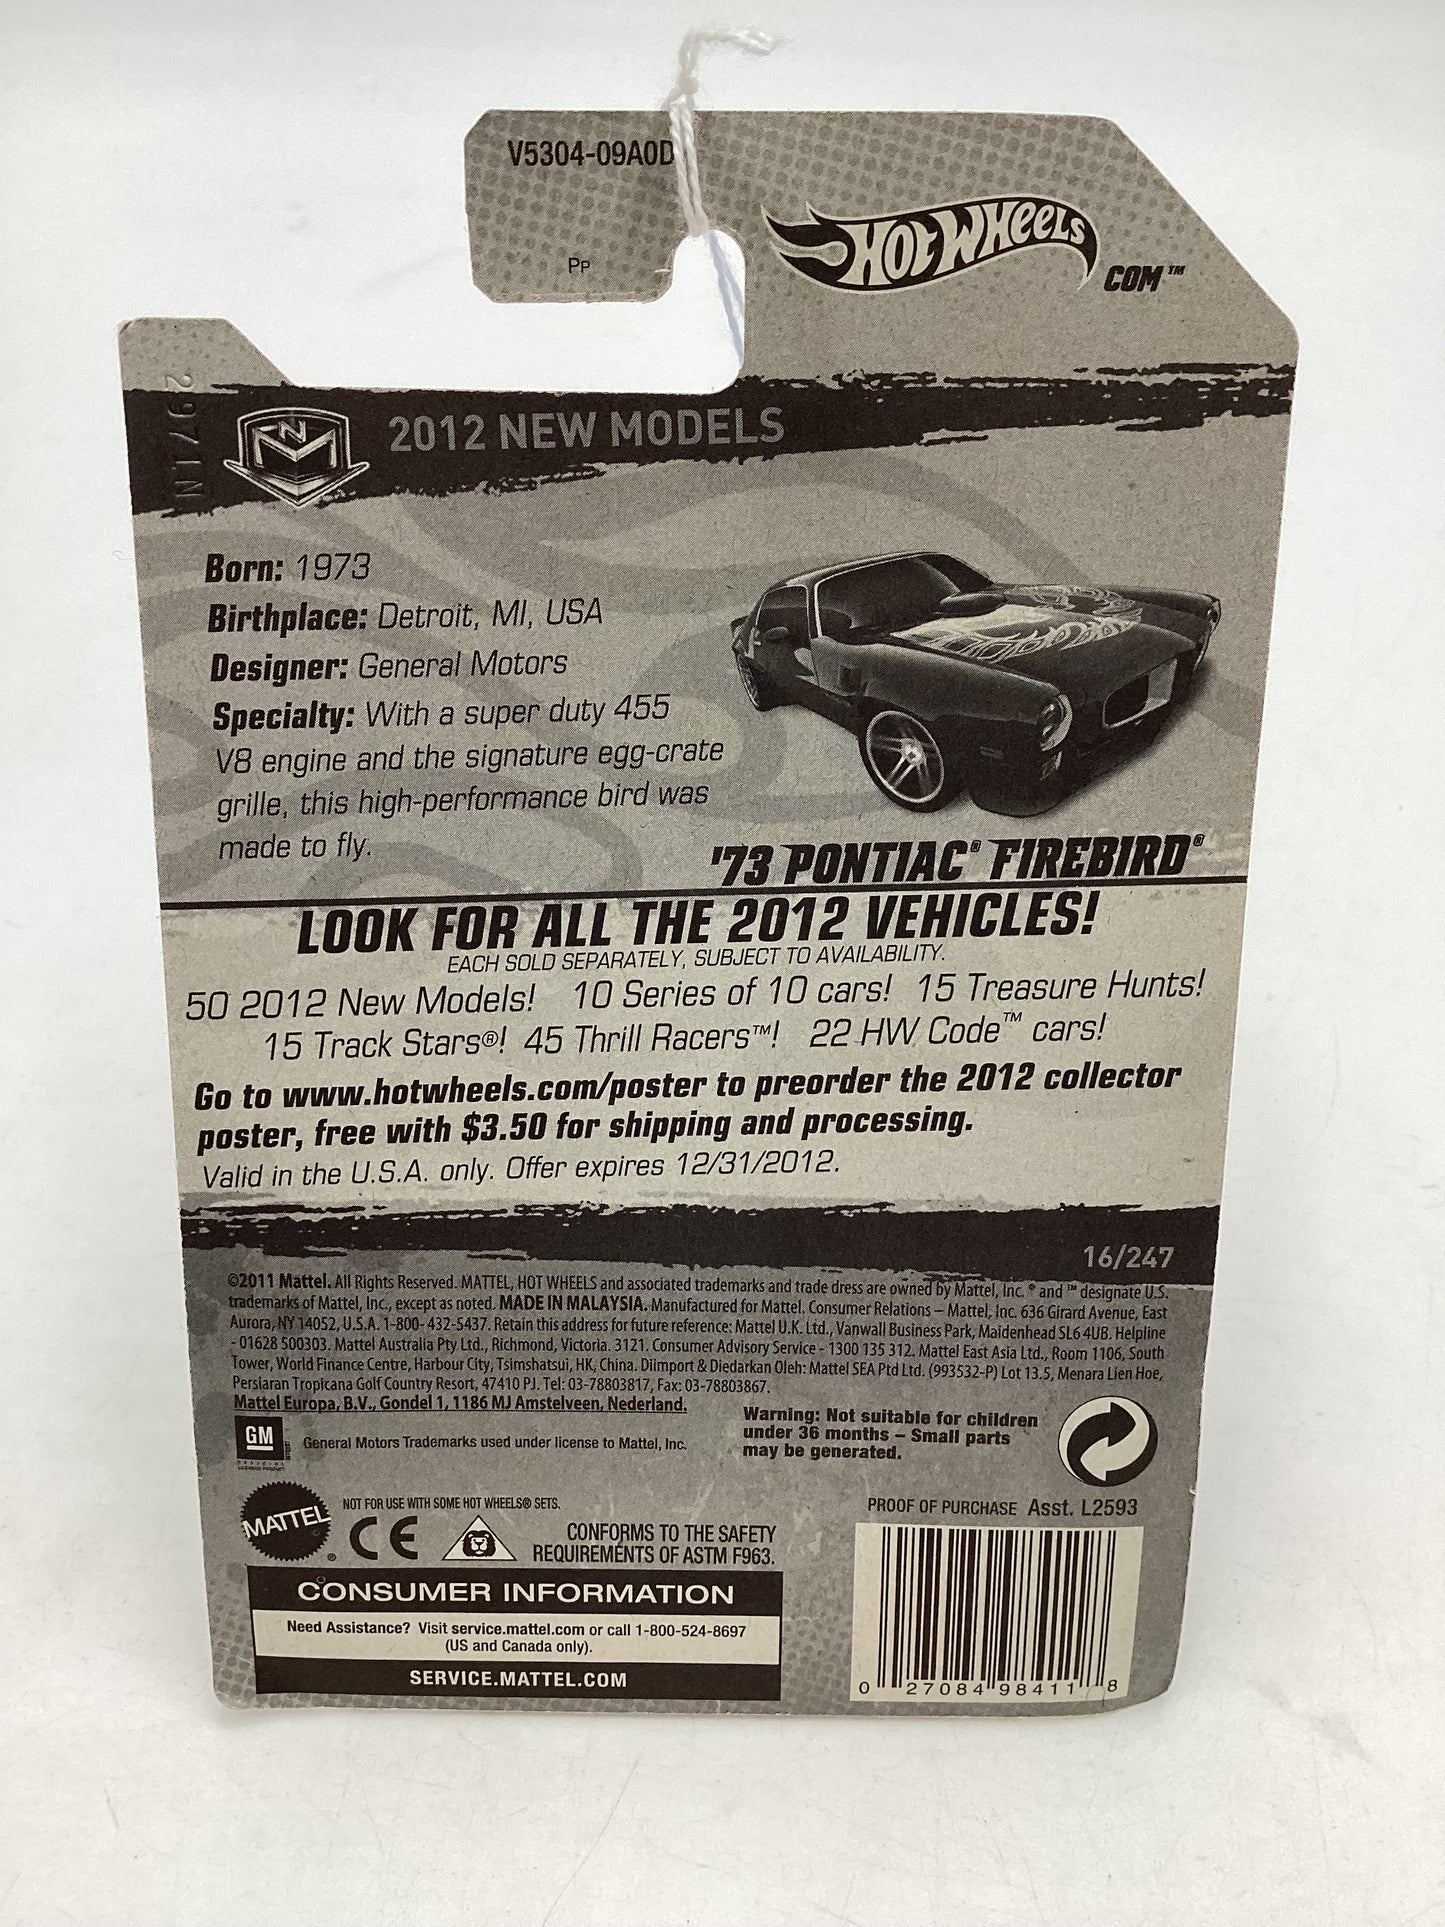 V5304-09A0D
PP
HOT WHEELS
COM™
297 1 N
NM
2012 NEW MODELS
Born: 1973
Birthplace: Detroit, MI, USA
Designer: General Motors
Specialty: With a super duty 455
V8 engine and the signature egg-crate
grille, this high-performance bird was
made to fly.
'73 PONTIAC® FIREBIRD®
LOOK FOR ALL THE 2012 VEHICLES!
EACH SOLD SEPARATELY, SUBJECT TO AVAILABILITY.
50 2012 New Models! 10 Series of 10 cars! 15 Treasure Hunts!
15 Track Stars®! 45 Thrill Racers™! 22 HW Code™ cars!
Go to www.hotwheels.com/poster to preorder the 2012 collector
poster, free with $3.50 for shipping and processing.
Valid in the U.S.A. only. Offer expires 12/31/2012.
16/247
©2011 Mattel. All Rights Reserved. MATTEL, HOT WHEELS and associated trademarks and trade dress are owned by Mattel, Inc. ® and ™ designate U.S.
trademarks of Mattel, Inc., except as noted. MADE IN MALAYSIA. Manufactured for Mattel. Consumer Relations – Mattel, Inc. 636 Girard Avenue, East
Aurora, NY 14052, U.S.A. 1-800-432-5437. Retain this address for future reference: Mattel U.K. Ltd., Vanwall Business Park, Maidenhead SL6 4UB. Helpline
- 01628 500303. Mattel Australia Pty Ltd., Richmond, Victoria. 3121. Consumer Advisory Service - 1300 135 312. Mattel East Asia Ltd., Room 1106, South
Tower, World Finance Centre, Harbour City, Tsimshatsui, HK, China. Diimport & Diedarkan Oleh: Mattel SEA Ptd Ltd. (993532-P) Lot 13.5, Menara Lien Hoe,
Persiaran Tropicana Golf Country Resort, 47410 PJ. Tel: 03-78803817, Fax: 03-78803867.
Mattel Europa, B.V., Gondel 1, 1186 MJ Amstelveen, Nederland.
GM
OFFICIAL
LICENSED PRODUCT
General Motors Trademarks used under license to Mattel, Inc.
Warning: Not suitable for children
under 36 months – Small parts
may be generated.
MATTEL®
NOT FOR USE WITH SOME HOT WHEELS® SETS.
CE
CONFORMS TO THE SAFETY
REQUIREMENTS OF ASTM F963.
PROOF OF PURCHASE Asst. L2593
CONSUMER INFORMATION
Need Assistance? Visit service.mattel.com or call 1-800-524-8697
(US and Canada only).
SERVICE.MATTEL.COM
0 27084 98411 8